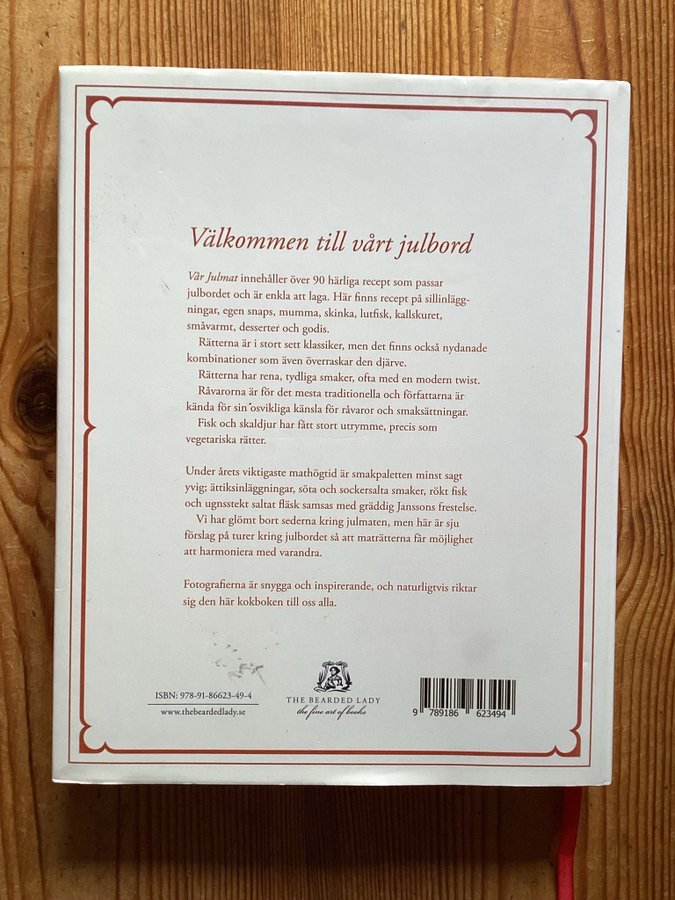 Välkommen till vårt julbord
Vår Julmat innehåller över 90 härliga recept som passar
julbordet och är enkla att laga. Här finns recept på sillinlägg-
ningar, egen snaps, mumma, skinka, lutfisk, kallskuret,
småvarmt, desserter och godis.
Rätterna är i stort sett klassiker, men det finns också nydanade
kombinationer som även överraskar den djärve.
Rätterna har rena, tydliga smaker, ofta med en modern twist.
Råvarorna är för det mesta traditionella och författarna är
kända för sin osvikliga känsla för råvaror och smaksättningar.
Fisk och skaldjur har fått stort utrymme, precis som
vegetariska rätter.
Under årets viktigaste mathögtid är smakpaletten minst sagt
yvig; ättiksinläggningar, söta och sockersalta smaker, rökt fisk
och ugnsstekt saltat fläsk samsas med gräddig Janssons frestelse.
Vi har glömt bort sederna kring julmaten, men här är sju
förslag på turer kring julbordet så att maträtterna får möjlighet
att harmoniera med varandra.
Fotografierna är snygga och inspirerande, och naturligtvis riktar
sig den här kokboken till oss alla.
ISBN: 978-91-86623-49-4
www.thebeardedlady.se
THE BEARDED LADY
the fine art of books
9 789186 623494